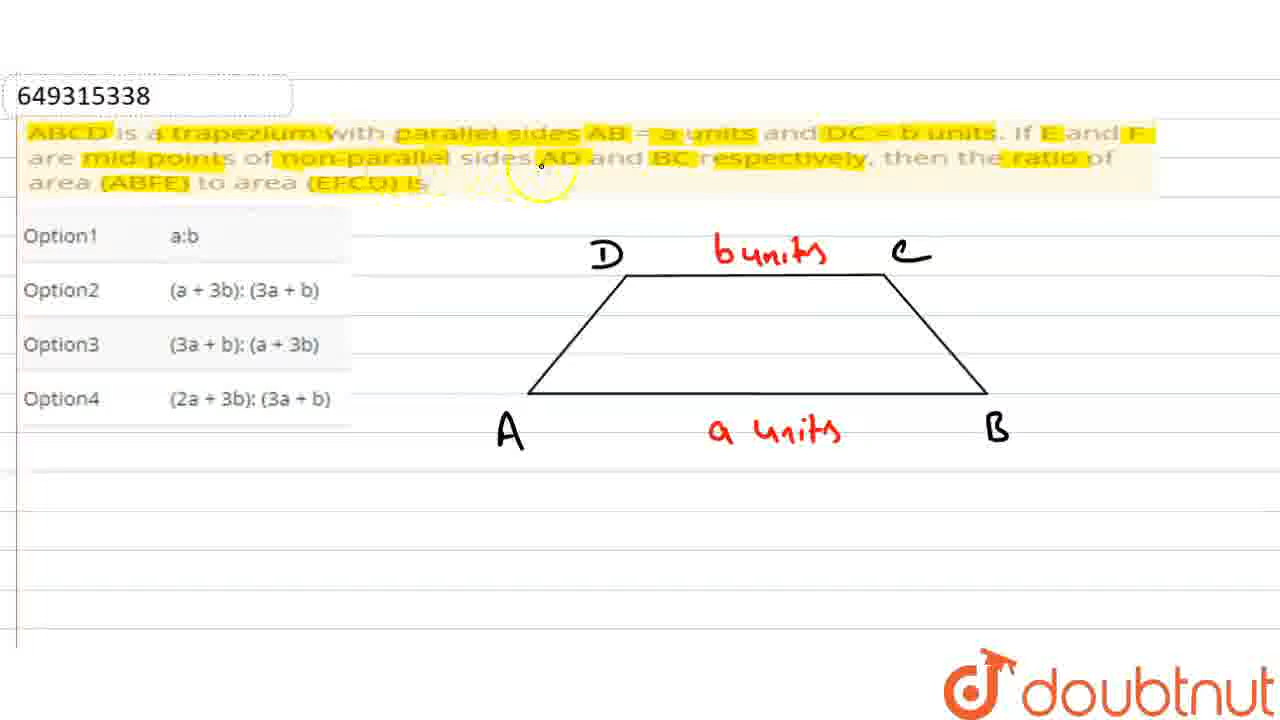 649315338
ABCD is a trapezium with parallel sides AB = a units and DC = b units. If E and F
are mid points of non-parallel sides AD and BC respectively, then the ratio of
area (ABFE) to area (EFCD) is
Option1 a:b
Option2 (a + 3b): (3a + b)
Option3 (3a + b): (a + 3b)
Option4 (2a + 3b): (3a + b)
D b units C
A a units B
doubtnut